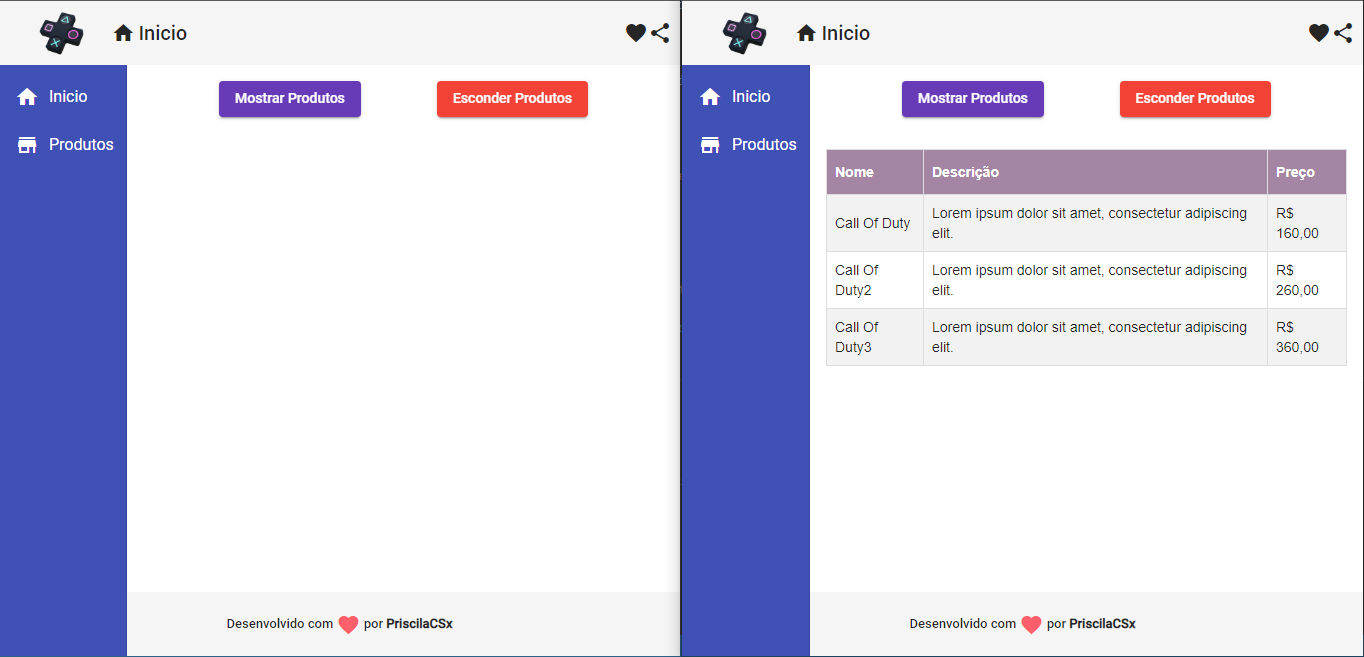 Inicio
Inicio
Produtos
Mostrar Produtos
Esconder Produtos
Desenvolvido com por PriscilaCSx
Inicio
Inicio
Produtos
Mostrar Produtos
Esconder Produtos
Nome Descrição Preço
Call Of Duty Lorem ipsum dolor sit amet, consectetur adipiscing R$
elit. 160,00
Call Of Lorem ipsum dolor sit amet, consectetur adipiscing R$
Duty2 elit. 260,00
Call Of Lorem ipsum dolor sit amet, consectetur adipiscing R$
Duty3 elit. 360,00
Desenvolvido com por PriscilaCSx